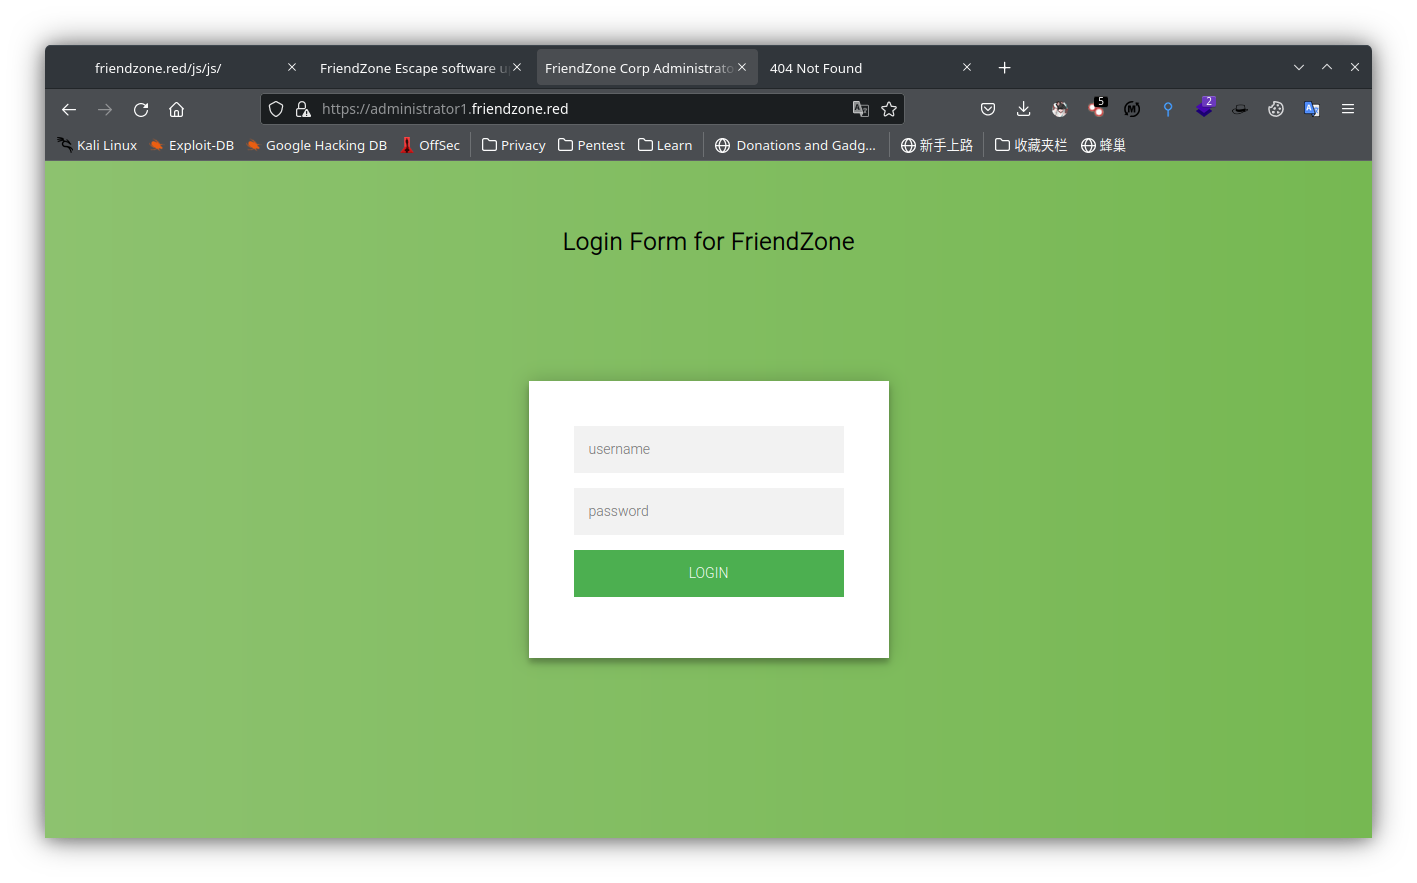 friendzone.red/js/js/
FriendZone Escape software u
FriendZone Corp Administrato
404 Not Found
https://administrator1.friendzone.red
5
2
Kali Linux
Exploit-DB
Google Hacking DB
OffSec
Privacy
Pentest
Learn
Donations and Gadg...
新手上路
收藏夹栏
蜂巢
Login Form for FriendZone
username
password
LOGIN